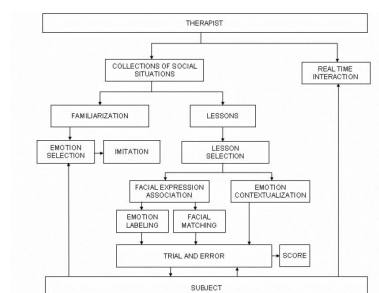 THERAPIST
COLLECTIONS OF SOCIAL
SITUATIONS
REAL TIME
INTERACTION
FAMILIARIZATION
LESSONS
EMOTION
SELECTION
IMITATION
LESSON
SELECTION
FACIAL EXPRESSION
ASSOCIATION
EMOTION
CONTEXTUALIZATION
EMOTION
LABELING
FACIAL
MATCHING
TRIAL AND ERROR
SCORE
SUBJECT